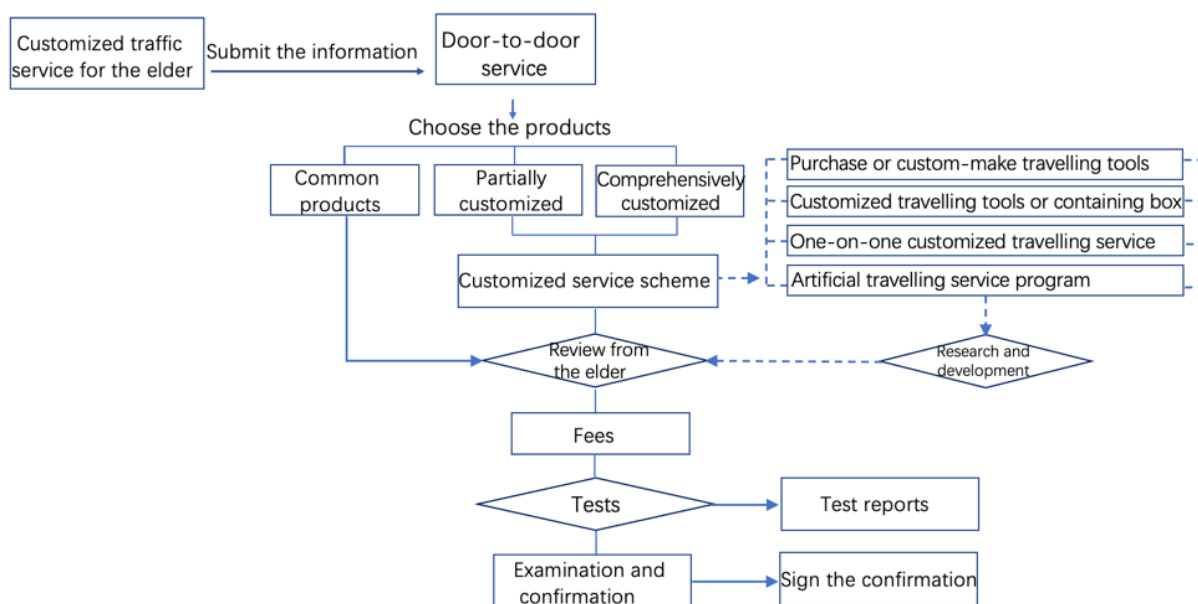 Customized traffic
service for the elder
Submit the information
Door-to-door
service
Choose the products
Common
products
Partially
customized
Comprehensively
customized
Purchase or custom-make travelling tools
Customized travelling tools or containing box
One-on-one customized travelling service
Artificial travelling service program
Customized service scheme
Review from
the elder
Research and
development
Fees
Tests
Test reports
Examination and
confirmation
Sign the confirmation